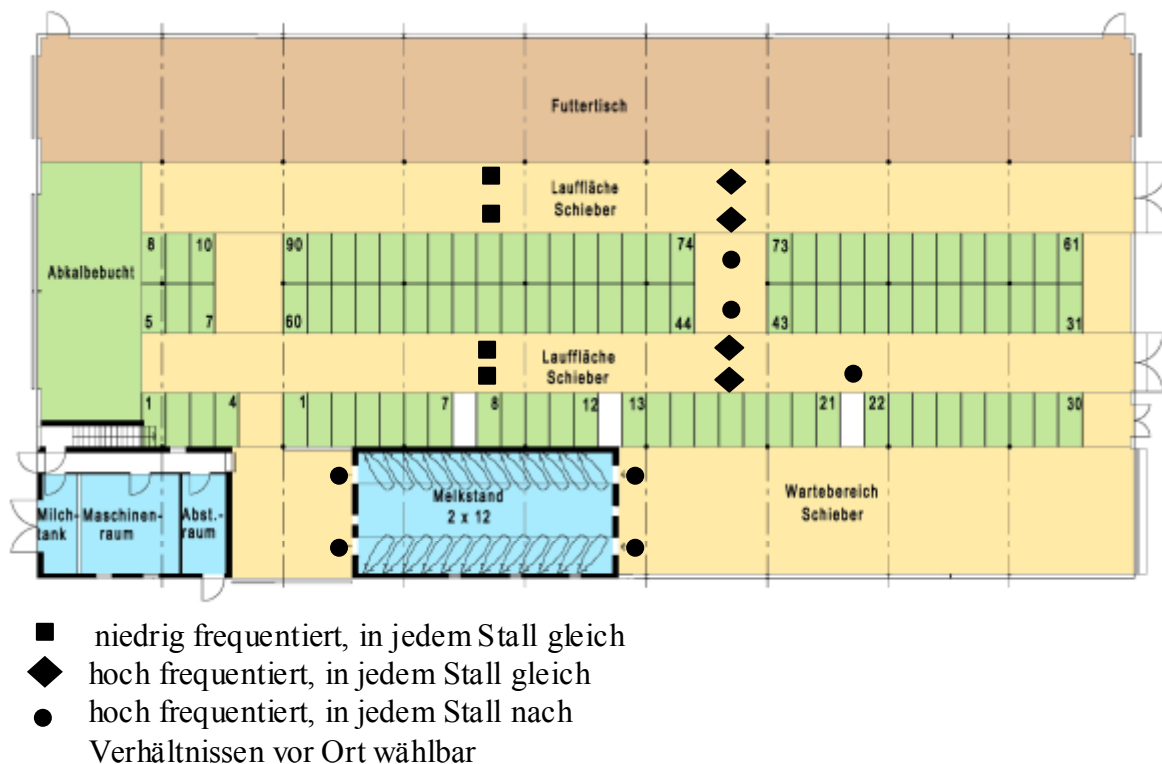 Futtertisch
Lauffläche
Schieber
8 10 90 74 73 61
Abkalbebucht
5 7 60 44 43 31
Lauffläche
Schieber
1 4 1 7 8 12 13 21 22 30
Melkstand
2 x 12
Wartebereich
Schieber
Milch-
tank
Maschinen-
raum
Abst.-
raum
niedrig frequentiert, in jedem Stall gleich
hoch frequentiert, in jedem Stall gleich
hoch frequentiert, in jedem Stall nach
Verhältnissen vor Ort wählbar